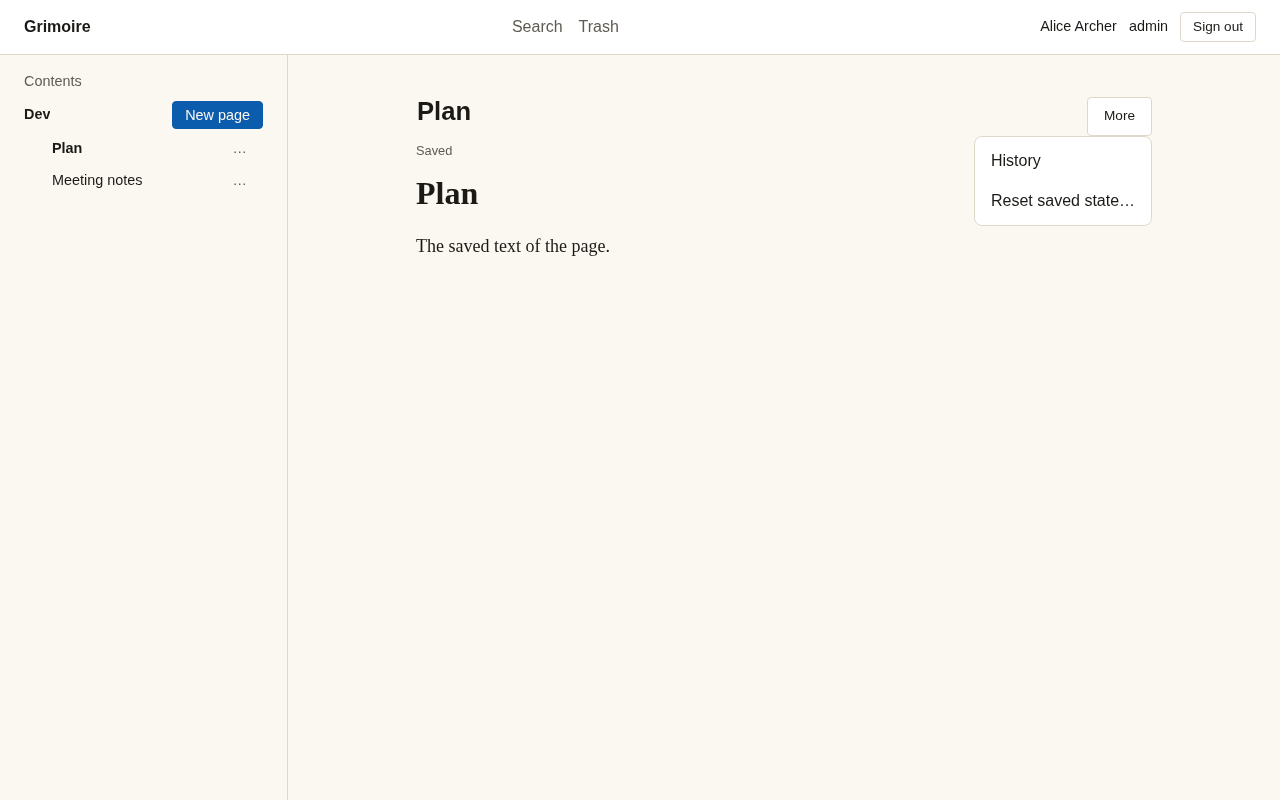 Grimoire
Search Trash
Alice Archer admin Sign out
Contents
Dev New page
Plan …
Meeting notes …
Plan
More
History
Reset saved state…
Saved
Plan
The saved text of the page.